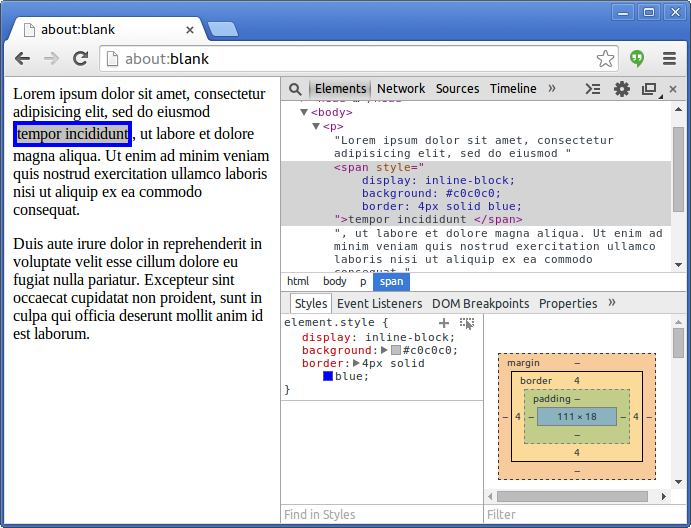 about:blank
about:blank
Lorem ipsum dolor sit amet, consectetur
adipisicing elit, sed do eiusmod
tempor incididunt , ut labore et dolore
magna aliqua. Ut enim ad minim veniam
quis nostrud exercitation ullamco laboris
nisi ut aliquip ex ea commodo
consequat.
Duis aute irure dolor in reprehenderit in
voluptate velit esse cillum dolore eu
fugiat nulla pariatur. Excepteur sint
occaecat cupidatat non proident, sunt in
culpa qui officia deserunt mollit anim id
est laborum.
Elements Network Sources Timeline »
<body>
<p>
"Lorem ipsum dolor sit amet, consectetur
adipisicing elit, sed do eiusmod "
<span style="
display: inline-block;
background: #c0c0c0;
border: 4px solid blue;
">tempor incididunt </span>
", ut labore et dolore magna aliqua. Ut enim ad
minim veniam quis nostrud exercitation ullamco
laboris nisi ut aliquip ex ea commodo
consequat."
html body p span
Styles Event Listeners DOM Breakpoints Properties »
element.style {
display: inline-block;
background: #c0c0c0;
border: 4px solid
blue;
}
margin –
border 4
padding –
– 4 – 111 × 18 – 4 –
–
4
–
Find in Styles
Filter